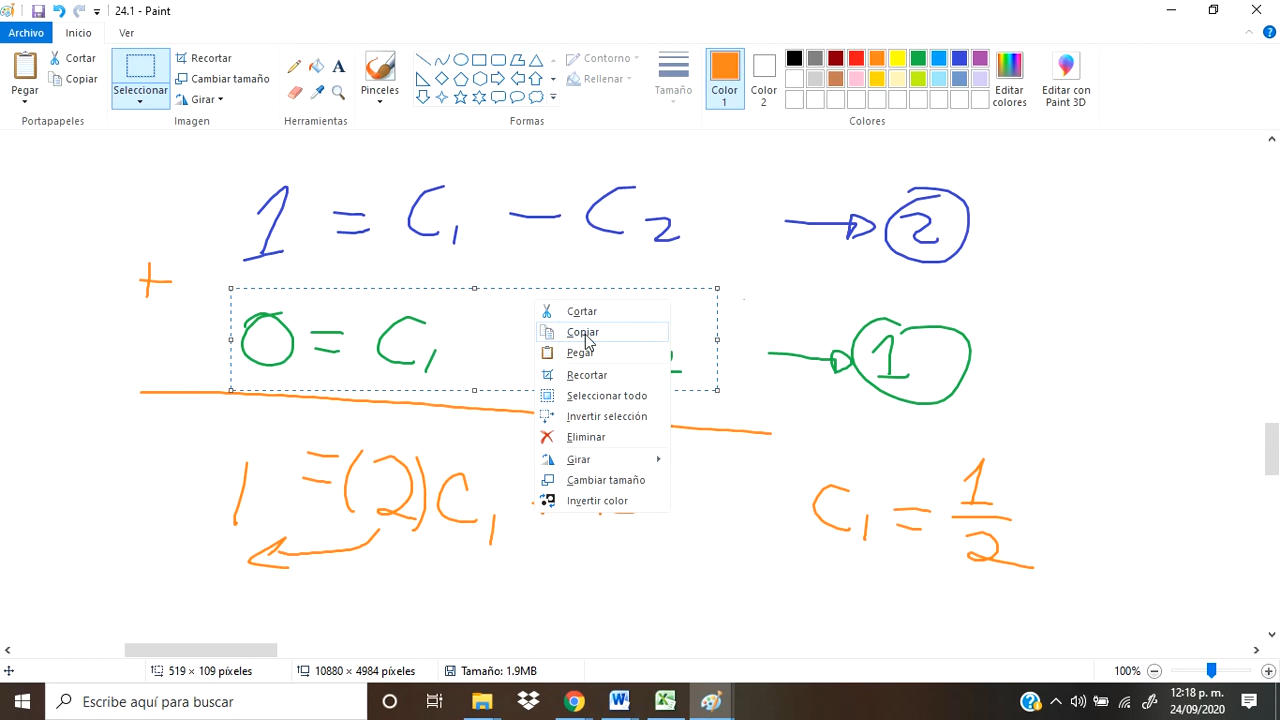 24.1 - Paint
Archivo Inicio Ver
Pegar
Cortar
Copiar
Portapapeles
Seleccionar
Recortar
Cambiar tamaño
Girar
Imagen
Herramientas
Pinceles
Formas
Contorno
Rellenar
Tamaño
Color 1
Color 2
Editar colores
Colores
Editar con Paint 3D
1 = C₁ - C₂ → 2
+
0 = C₁ → 1
1 = (2)C₁
C₁ = 1/2
Cortar
Copiar
Pegar
Recortar
Seleccionar todo
Invertir selección
Eliminar
Girar
Cambiar tamaño
Invertir color
519 × 109 píxeles
10880 × 4984 píxeles
Tamaño: 1.9MB
100%
Escribe aquí para buscar
12:18 p. m.
24/09/2020